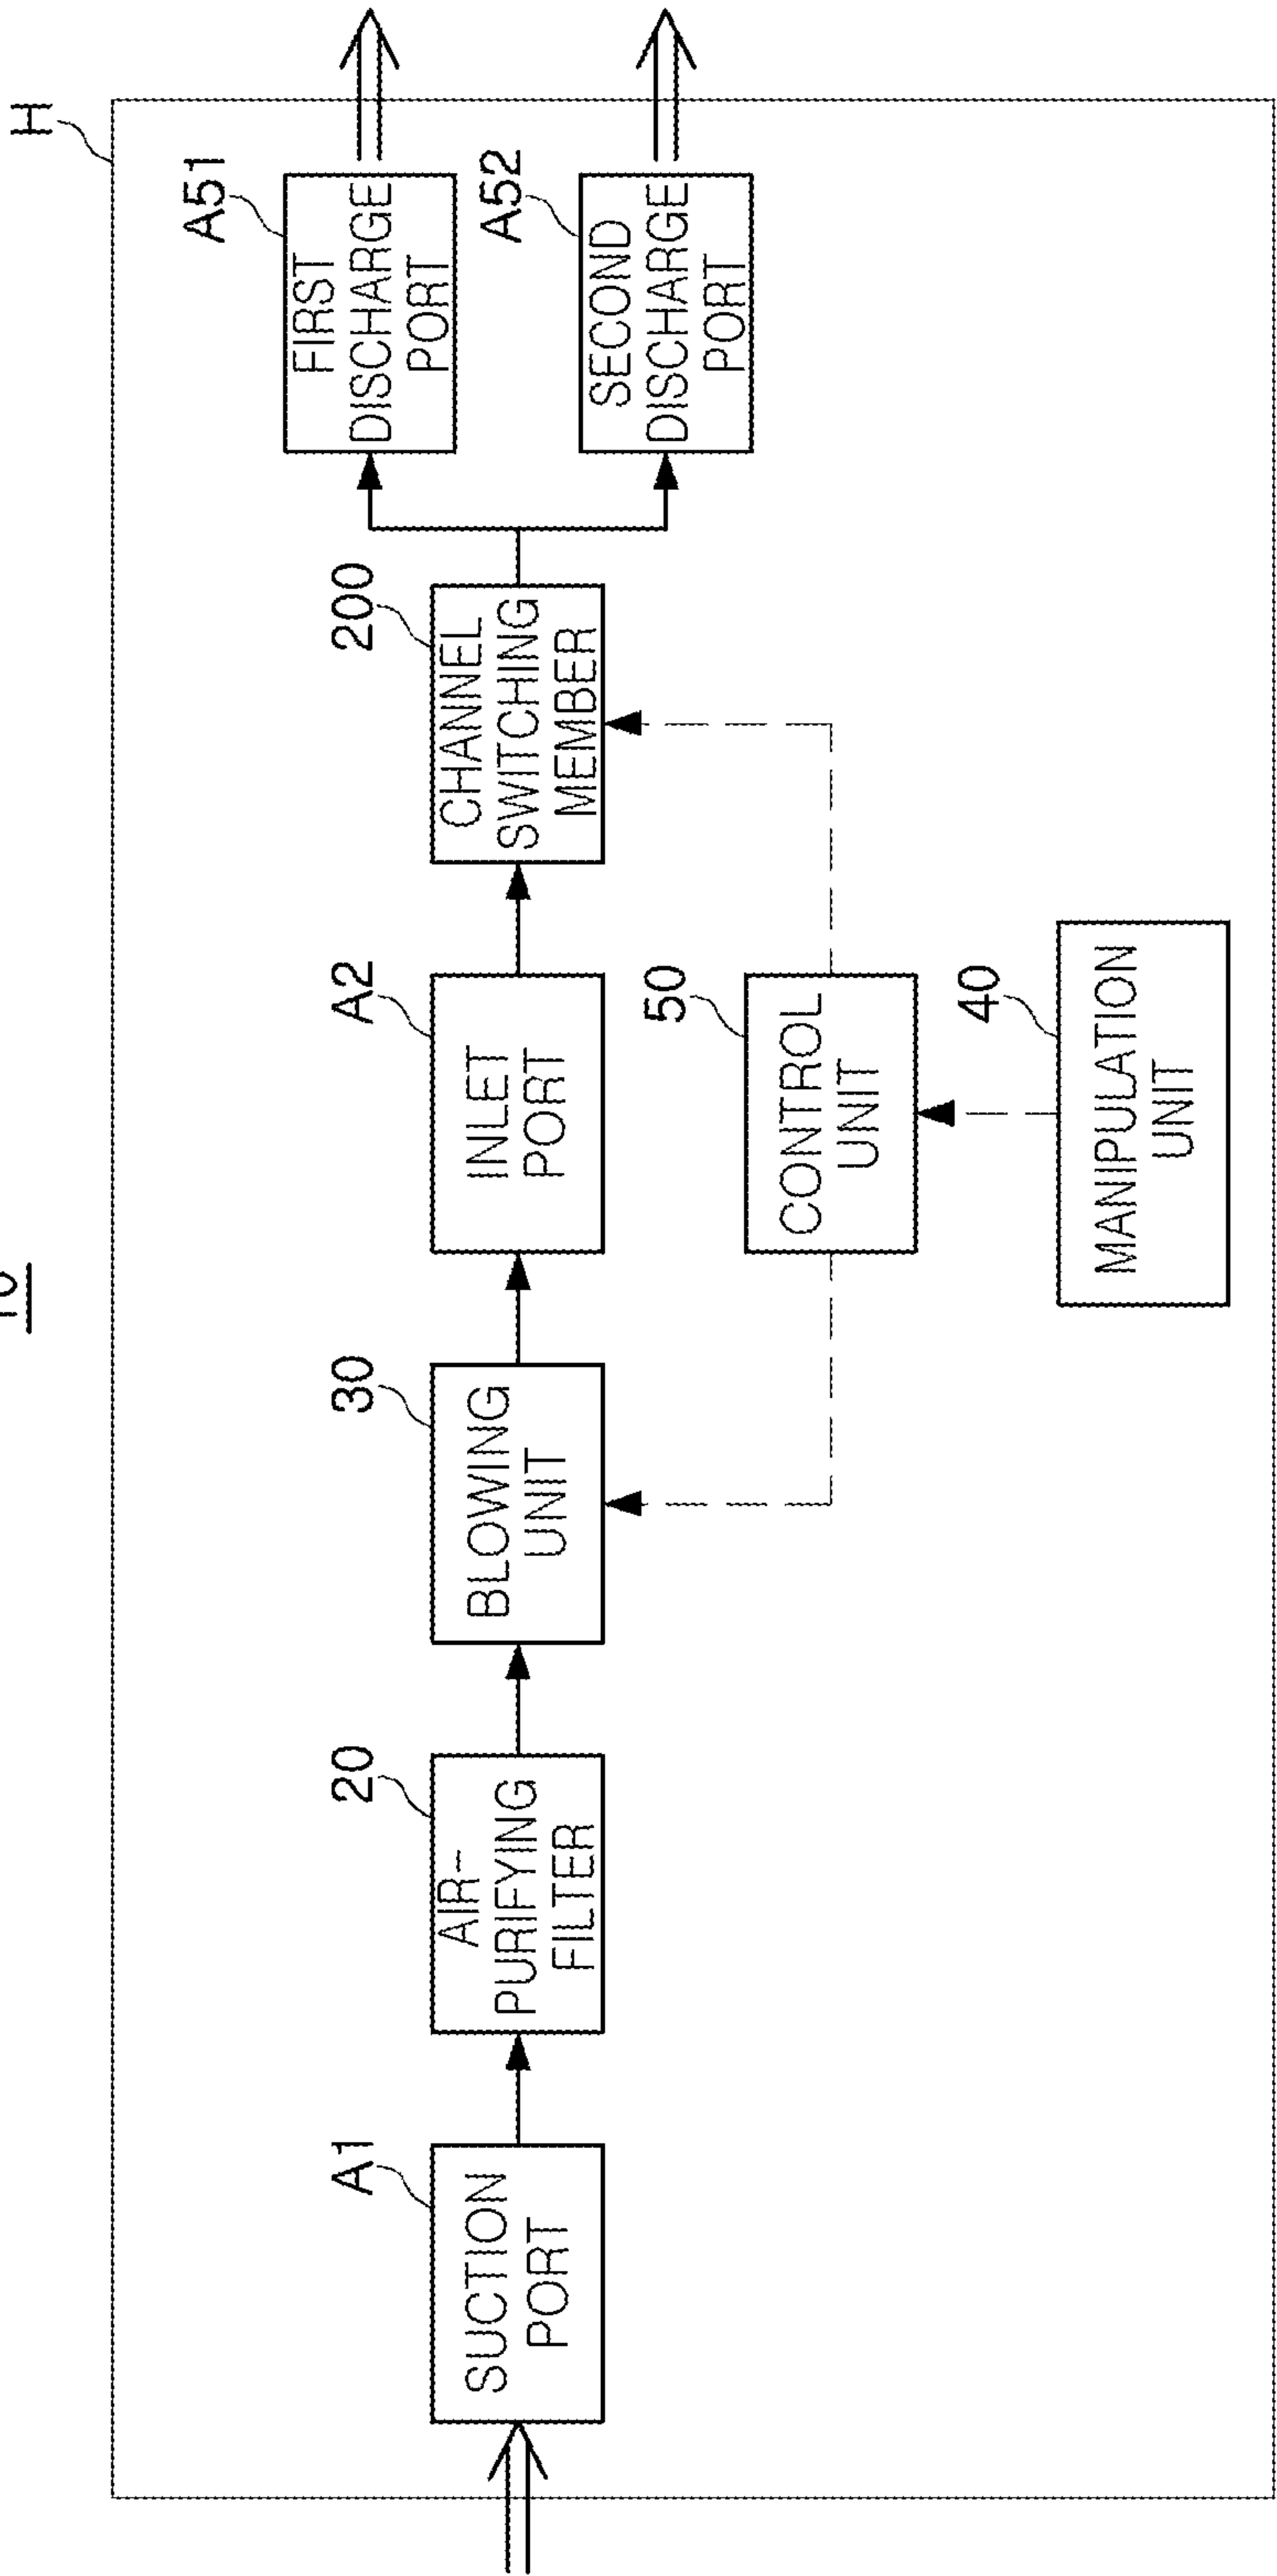 10
H
A1
SUCTION
PORT
20
AIR-
PURIFYING
FILTER
30
BLOWING
UNIT
A2
INLET
PORT
200
CHANNEL
SWITCHING
MEMBER
A51
FIRST
DISCHARGE
PORT
A52
SECOND
DISCHARGE
PORT
50
CONTROL
UNIT
40
MANIPULATION
UNIT